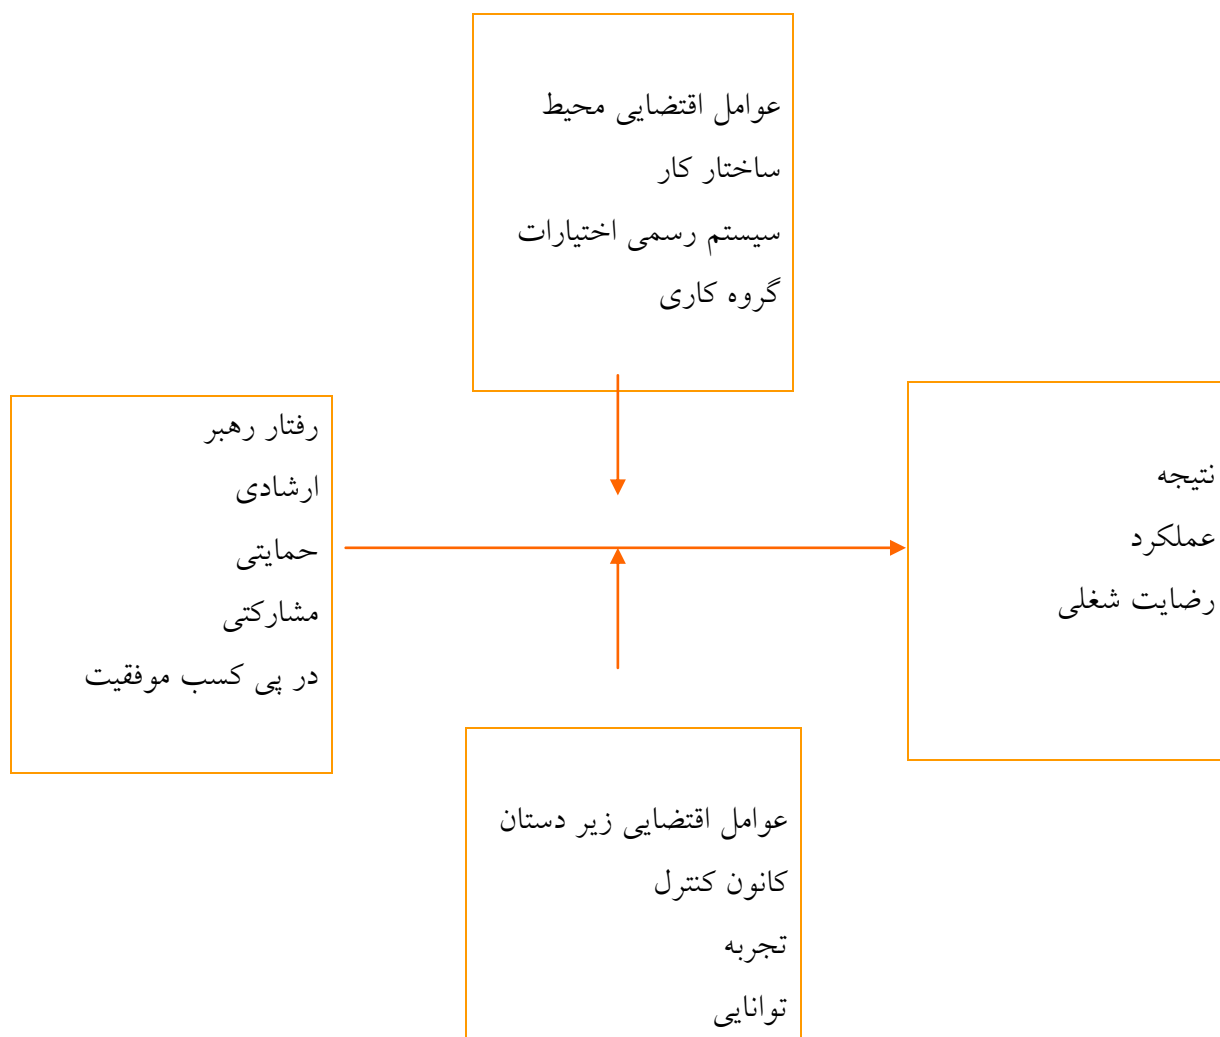 عوامل اقتضایی محیط
ساختار کار
سیستم رسمی اختیارات
گروه کاری
رفتار رهبر
ارشادی
حمایتی
مشارکتی
در پی کسب موفقیت
نتیجه
عملکرد
رضایت شغلی
عوامل اقتضایی زیر دستان
کانون کنترل
تجربه
توانایی